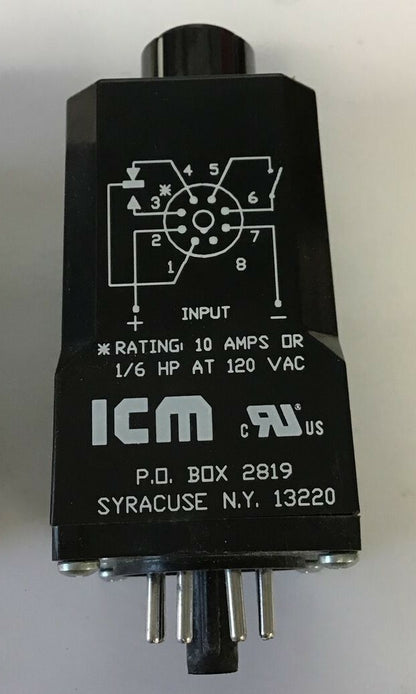 4 5
* 3 6
2 7
1 8
+ INPUT −
* RATING: 10 AMPS OR
1/6 HP AT 120 VAC
ICM c RU® US
P.O. BOX 2819
SYRACUSE N.Y. 13220